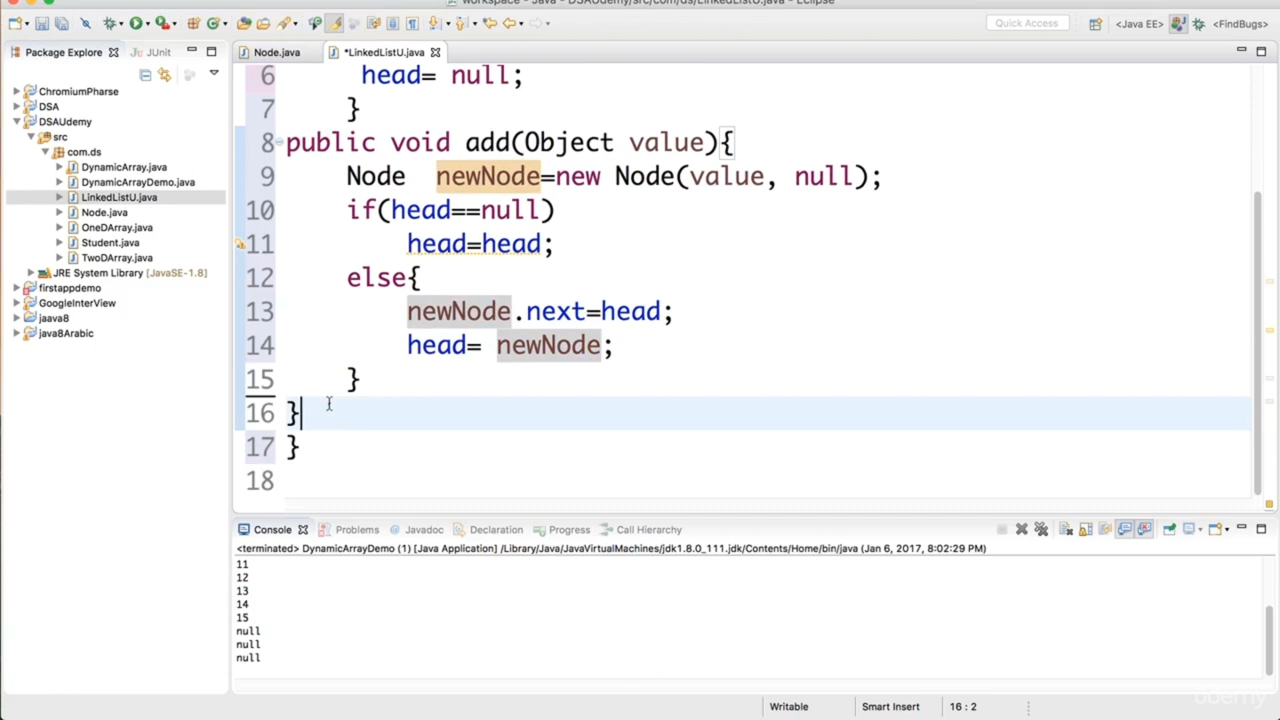 workspace - Java - DSAUdemy/src/com/ds/LinkedListU.java - Eclipse
Quick Access
<Java EE>
<FindBugs>
Package Explore
JUnit
Node.java
*LinkedListU.java
ChromiumPharse
DSA
DSAUdemy
src
com.ds
DynamicArray.java
DynamicArrayDemo.java
LinkedListU.java
Node.java
OneDArray.java
Student.java
TwoDArray.java
JRE System Library [JavaSE-1.8]
firstappdemo
GoogleInterView
jaava8
java8Arabic
6 head= null;
7 }
8 public void add(Object value){
9 Node newNode=new Node(value, null);
10 if(head==null)
11 head=head;
12 else{
13 newNode.next=head;
14 head= newNode;
15 }
16 }
17 }
18
Console
Problems
Javadoc
Declaration
Progress
Call Hierarchy
<terminated> DynamicArrayDemo (1) [Java Application] /Library/Java/JavaVirtualMachines/jdk1.8.0_111.jdk/Contents/Home/bin/java (Jan 6, 2017, 8:02:29 PM)
11
12
13
14
15
null
null
null
Writable
Smart Insert
16 : 2
udemy